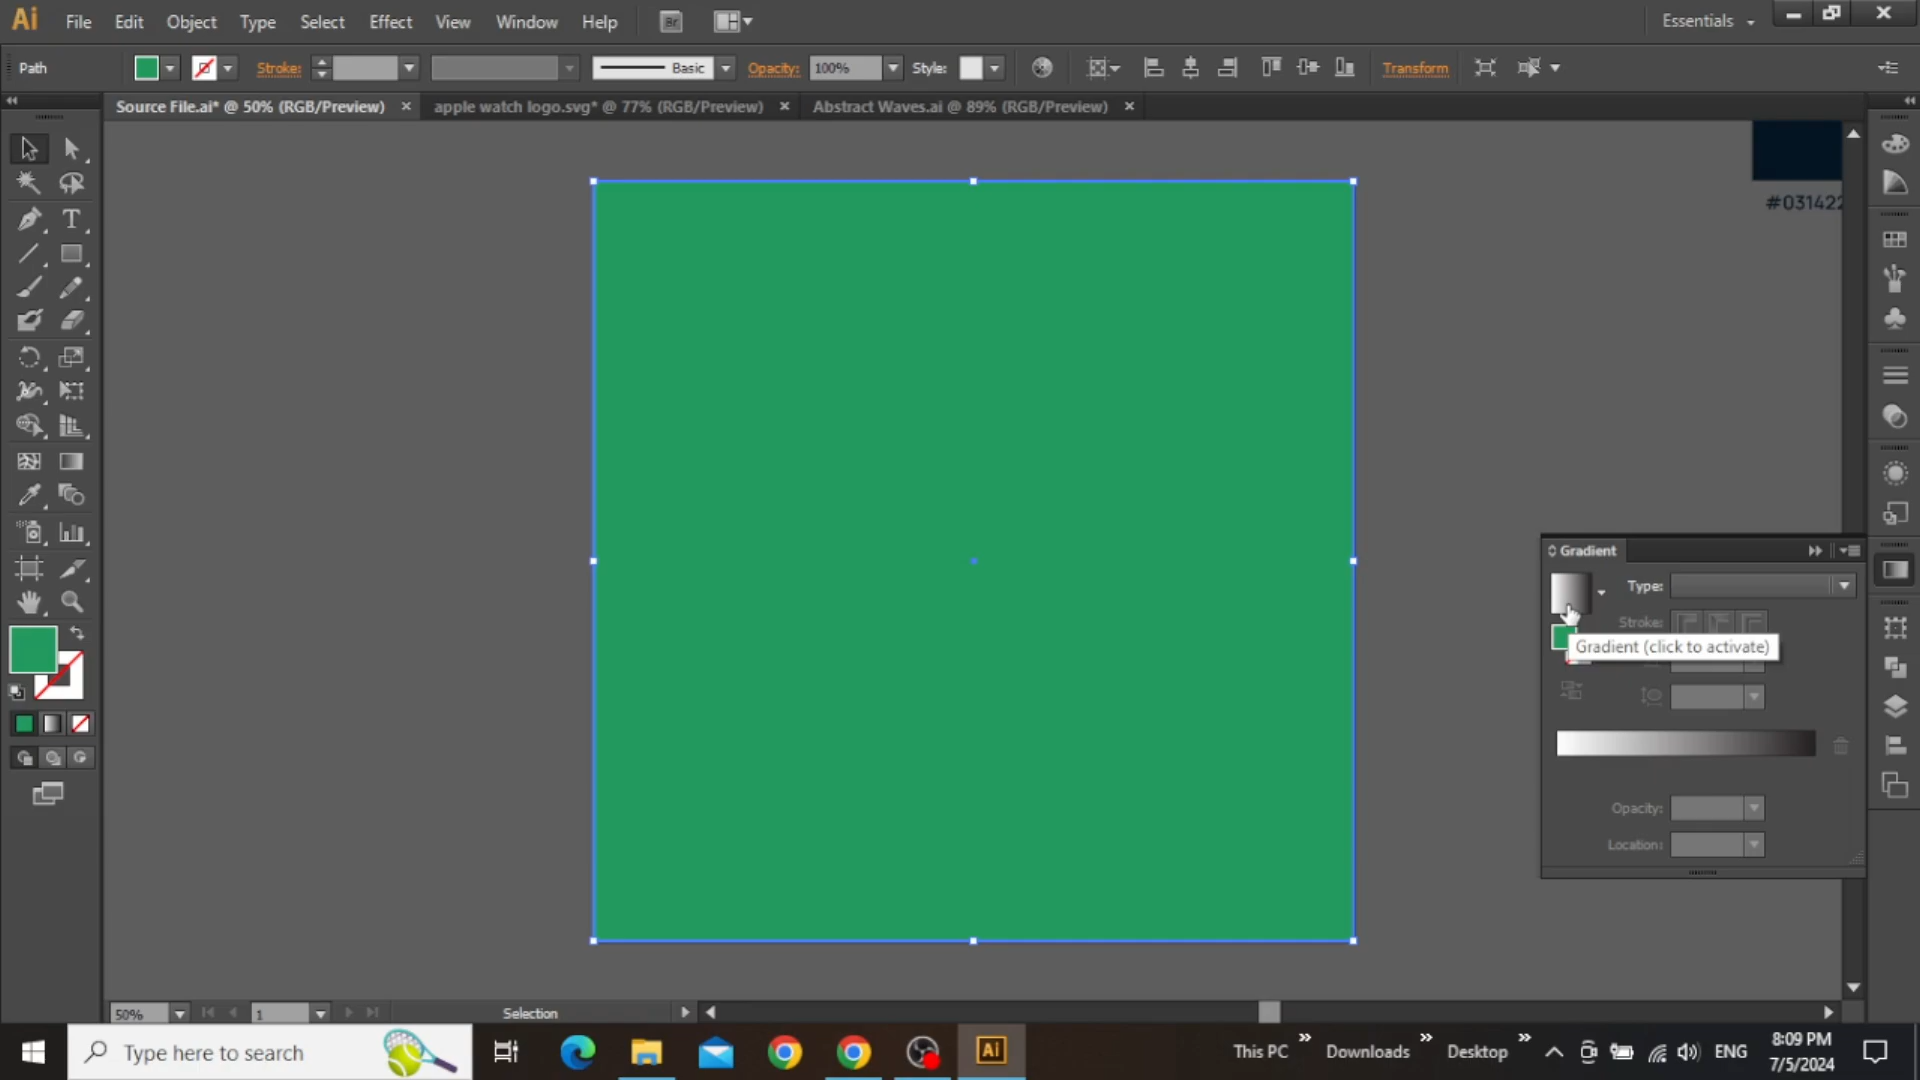 Ai File Edit Object Type Select Effect View Window Help Br Essentials
Path Stroke: Basic Opacity: 100% Style: Transform
Source File.ai* @ 50% (RGB/Preview) × apple watch logo.svg* @ 77% (RGB/Preview) × Abstract Waves.ai @ 89% (RGB/Preview) ×
T
#031422
Gradient
Type:
Stroke:
Gradient (click to activate)
Opacity:
Location:
50% 1 Selection
Type here to search Ai This PC Downloads Desktop ENG 8:09 PM
7/5/2024